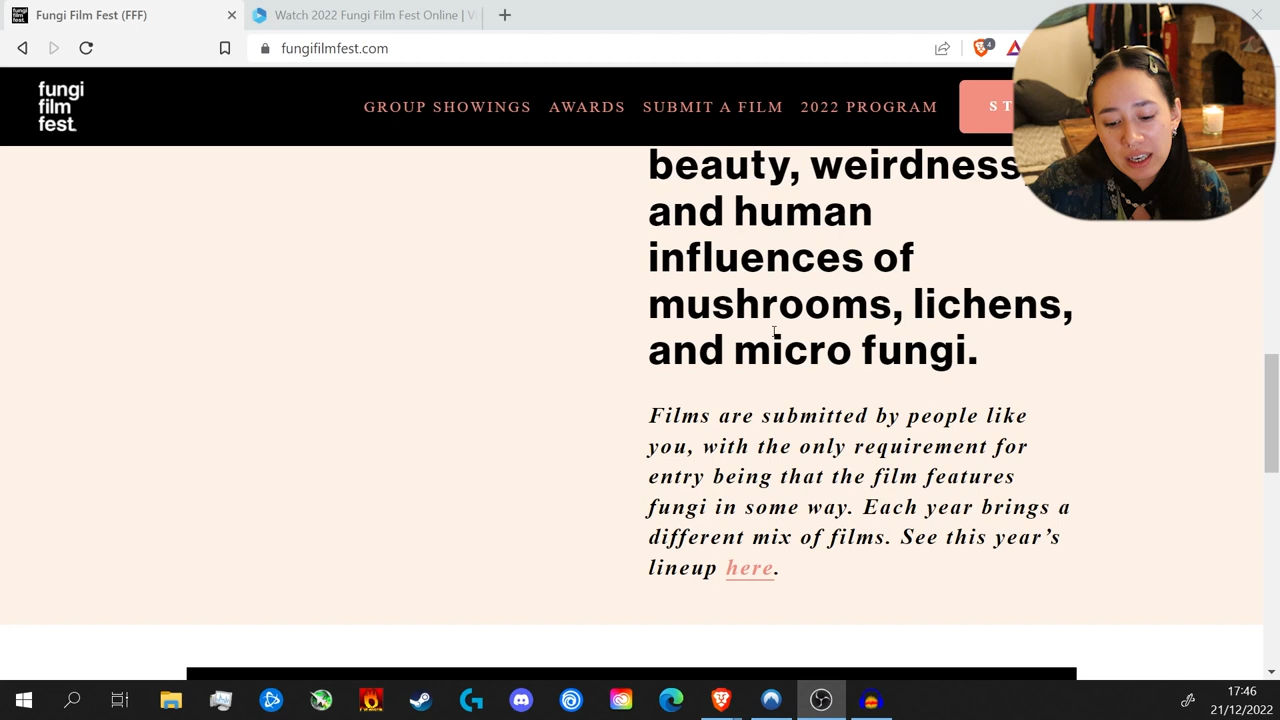 Fungi Film Fest (FFF)
Watch 2022 Fungi Film Fest Online | V
fungifilmfest.com
4
fungi
film
fest.
GROUP SHOWINGS AWARDS SUBMIT A FILM 2022 PROGRAM ST
beauty, weirdness,
and human
influences of
mushrooms, lichens,
and micro fungi.
Films are submitted by people like
you, with the only requirement for
entry being that the film features
fungi in some way. Each year brings a
different mix of films. See this year’s
lineup here.
17:46
21/12/2022